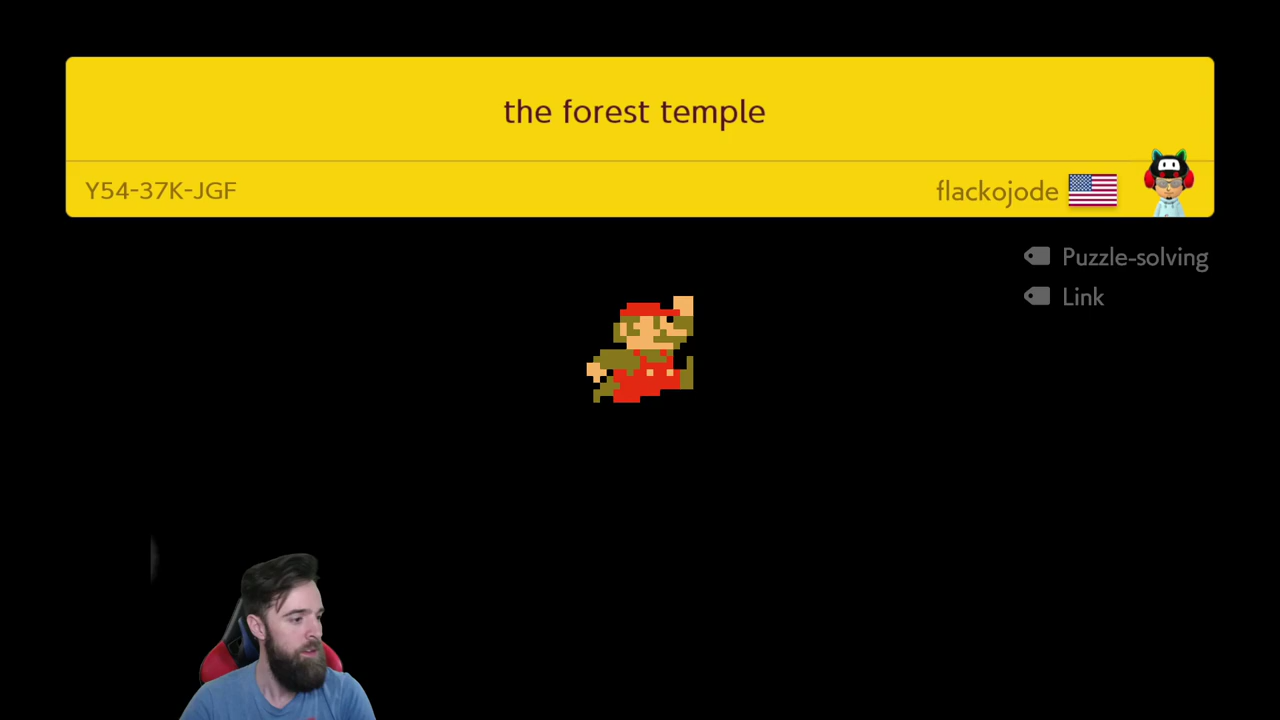 the forest temple
Y54-37K-JGF
flackojode
Puzzle-solving
Link